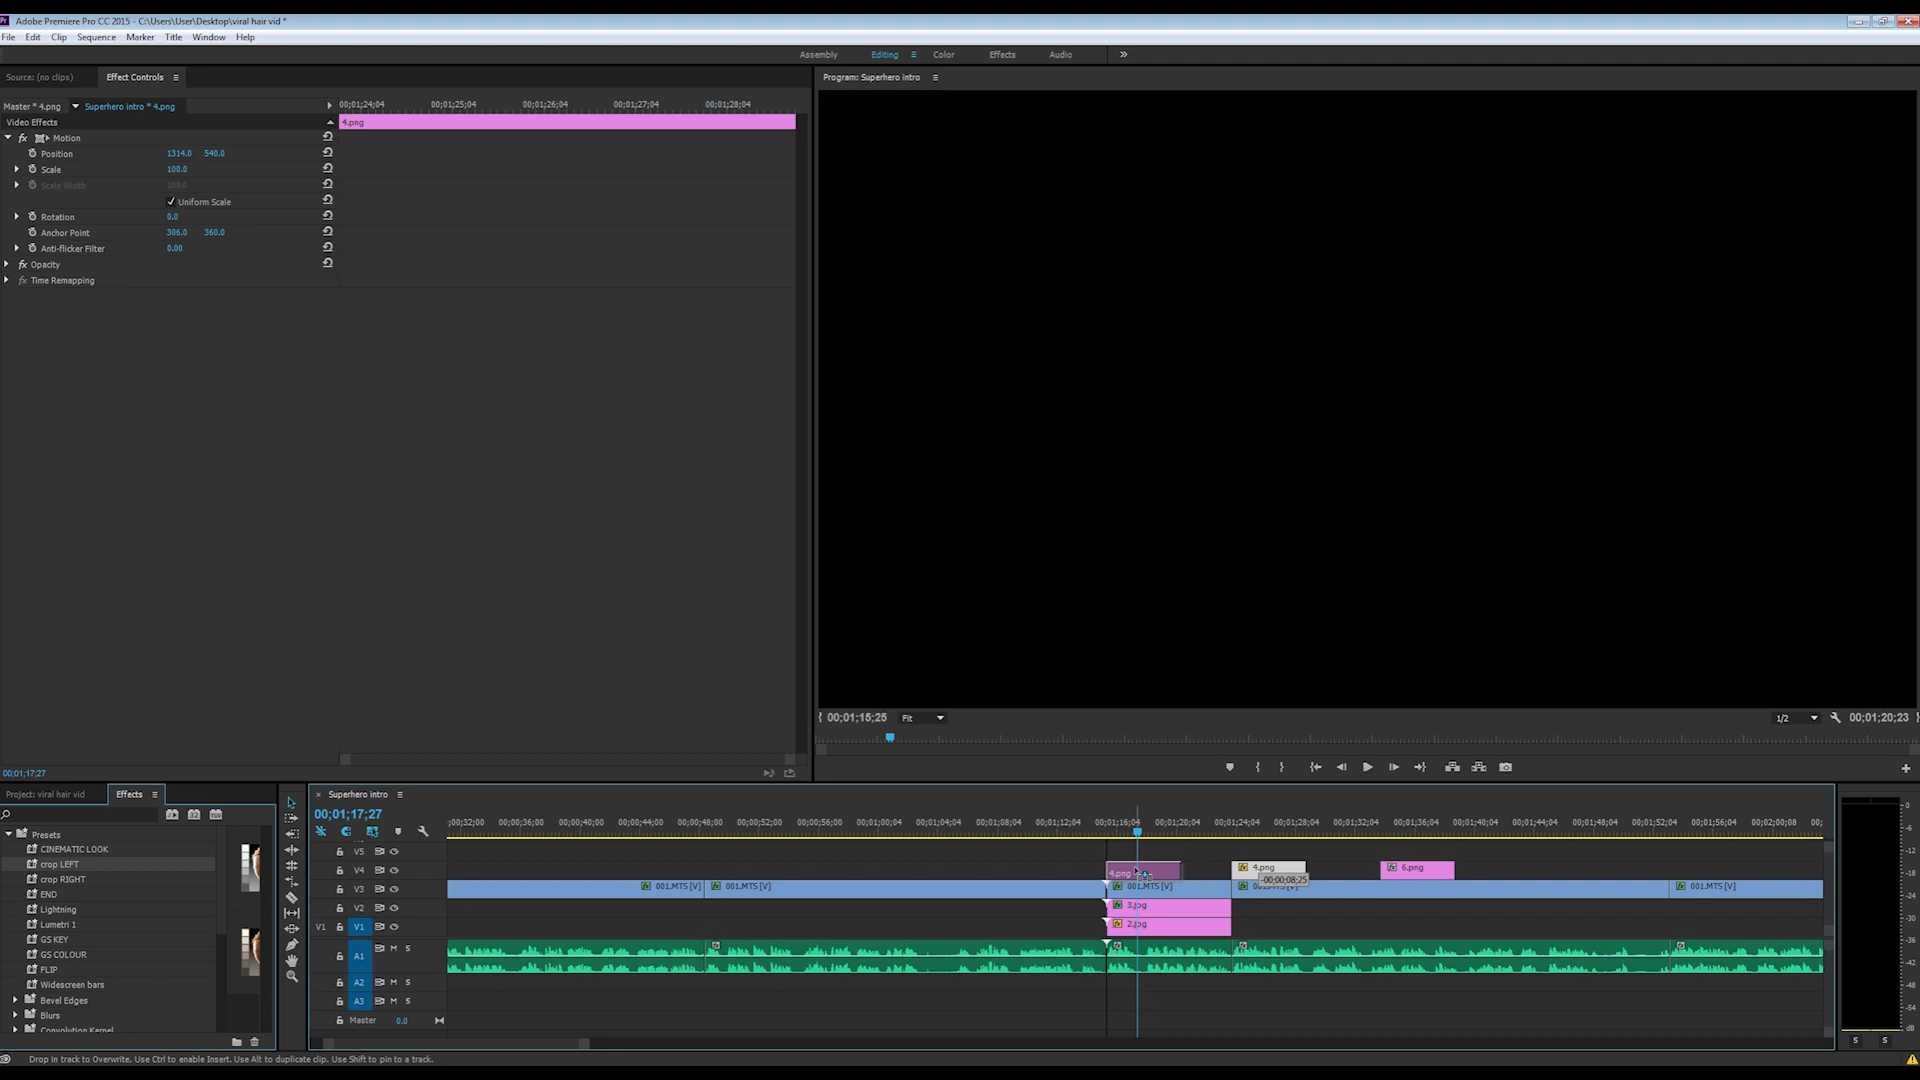 Adobe Premiere Pro CC 2015 - C:\Users\User\Desktop\viral hair vid *
File Edit Clip Sequence Marker Title Window Help
Assembly Editing Color Effects Audio
Source: (no clips) Effect Controls
Program: Superhero intro
Master * 4.png Superhero intro * 4.png
00;01;24;04 00;01;25;04 00;01;26;04 00;01;27;04 00;01;28;04
Video Effects
4.png
fx Motion
Position 1314.0 540.0
Scale 100.0
Scale Width 100.0
Uniform Scale
Rotation 0.0
Anchor Point 306.0 360.0
Anti-flicker Filter 0.00
fx Opacity
fx Time Remapping
00;01;15;25 Fit 1/2 00;01;20;23
00;01;17;27
Project: viral hair vid Effects
Presets
CINEMATIC LOOK
crop LEFT
crop RIGHT
END
Lightning
Lumetri 1
GS KEY
GS COLOUR
FLIP
Widescreen bars
Bevel Edges
Blurs
Convolution Kernel
Superhero intro
00;01;17;27
;00;32;00 00;00;36;00 00;00;40;00 00;00;44;00 00;00;48;00 00;00;52;00 00;00;56;00 00;01;00;04 00;01;04;04 00;01;08;04 00;01;12;04 00;01;16;04 00;01;20;04 00;01;24;04 00;01;28;04 00;01;32;04 00;01;36;04 00;01;40;04 00;01;44;04 00;01;48;04 00;01;52;04 00;01;56;04 00;02;00;08 00;
V5
V4 4.png 4.png 6.png
-00;00;08;25
V3 001.MTS [V] 001.MTS [V] 001.MTS [V] 001.MTS [V]
V2 3.jpg
V1 V1 2.jpg
A1 M S
A2 M S
A3 M S
Master 0.0
0
-6
-12
-18
-24
-30
-36
-42
-48
-54
dB
S S
Drop in track to Overwrite. Use Ctrl to enable Insert. Use Alt to duplicate clip. Use Shift to pin to a track.